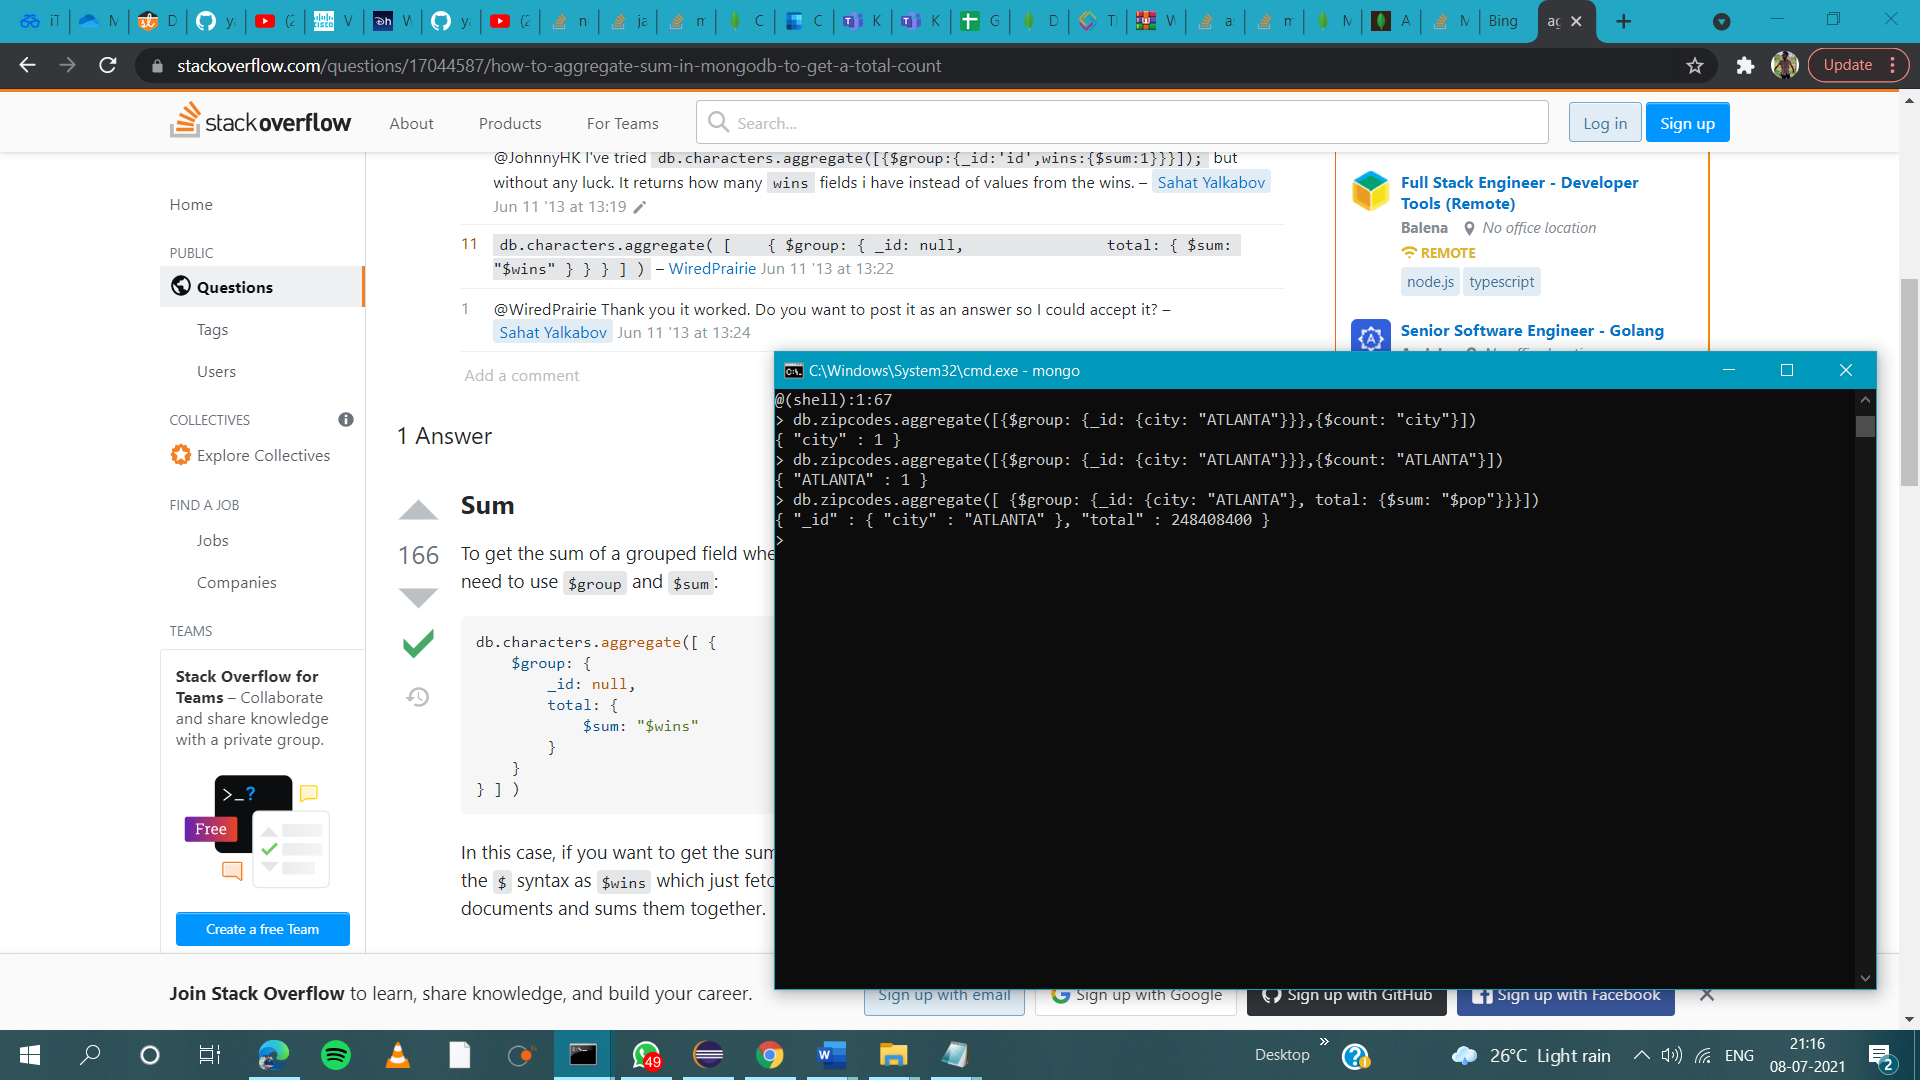 iT
M
D
ya
(2
V
W
ya
(2
n
ja
m
C
C
K
K
G
D
Tl
W
a
m
M
A
M
Bing
ag
stackoverflow.com/questions/17044587/how-to-aggregate-sum-in-mongodb-to-get-a-total-count
Update
stackoverflow
About
Products
For Teams
Search...
Log in
Sign up
Home
PUBLIC
Questions
Tags
Users
COLLECTIVES
Explore Collectives
FIND A JOB
Jobs
Companies
TEAMS
Stack Overflow for
Teams – Collaborate
and share knowledge
with a private group.
>_?
Free
Create a free Team
@JohnnyHK I've tried db.characters.aggregate([{$group:{_id:'id',wins:{$sum:1}}}]); but
without any luck. It returns how many wins fields i have instead of values from the wins. –
Sahat Yalkabov
Jun 11 '13 at 13:19
11 db.characters.aggregate( [ { $group: { _id: null, total: { $sum:
"$wins" } } } ] ) – WiredPrairie Jun 11 '13 at 13:22
1 @WiredPrairie Thank you it worked. Do you want to post it as an answer so I could accept it? –
Sahat Yalkabov Jun 11 '13 at 13:24
Add a comment
1 Answer
166
Sum
To get the sum of a grouped field whe
need to use $group and $sum:
db.characters.aggregate([ {
$group: {
_id: null,
total: {
$sum: "$wins"
}
}
} ] )
In this case, if you want to get the sum
the $ syntax as $wins which just fetc
documents and sums them together.
Full Stack Engineer - Developer
Tools (Remote)
Balena No office location
REMOTE
node.js typescript
Senior Software Engineer - Golang
C:\Windows\System32\cmd.exe - mongo
@(shell):1:67
> db.zipcodes.aggregate([{$group: {_id: {city: "ATLANTA"}}},{$count: "city"}])
{ "city" : 1 }
> db.zipcodes.aggregate([{$group: {_id: {city: "ATLANTA"}}},{$count: "ATLANTA"}])
{ "ATLANTA" : 1 }
> db.zipcodes.aggregate([ {$group: {_id: {city: "ATLANTA"}, total: {$sum: "$pop"}}}])
{ "_id" : { "city" : "ATLANTA" }, "total" : 248408400 }
>
Join Stack Overflow to learn, share knowledge, and build your career.
Sign up with email
Sign up with Google
Sign up with GitHub
Sign up with Facebook
49
Desktop
26°C Light rain
ENG
21:16
08-07-2021
2